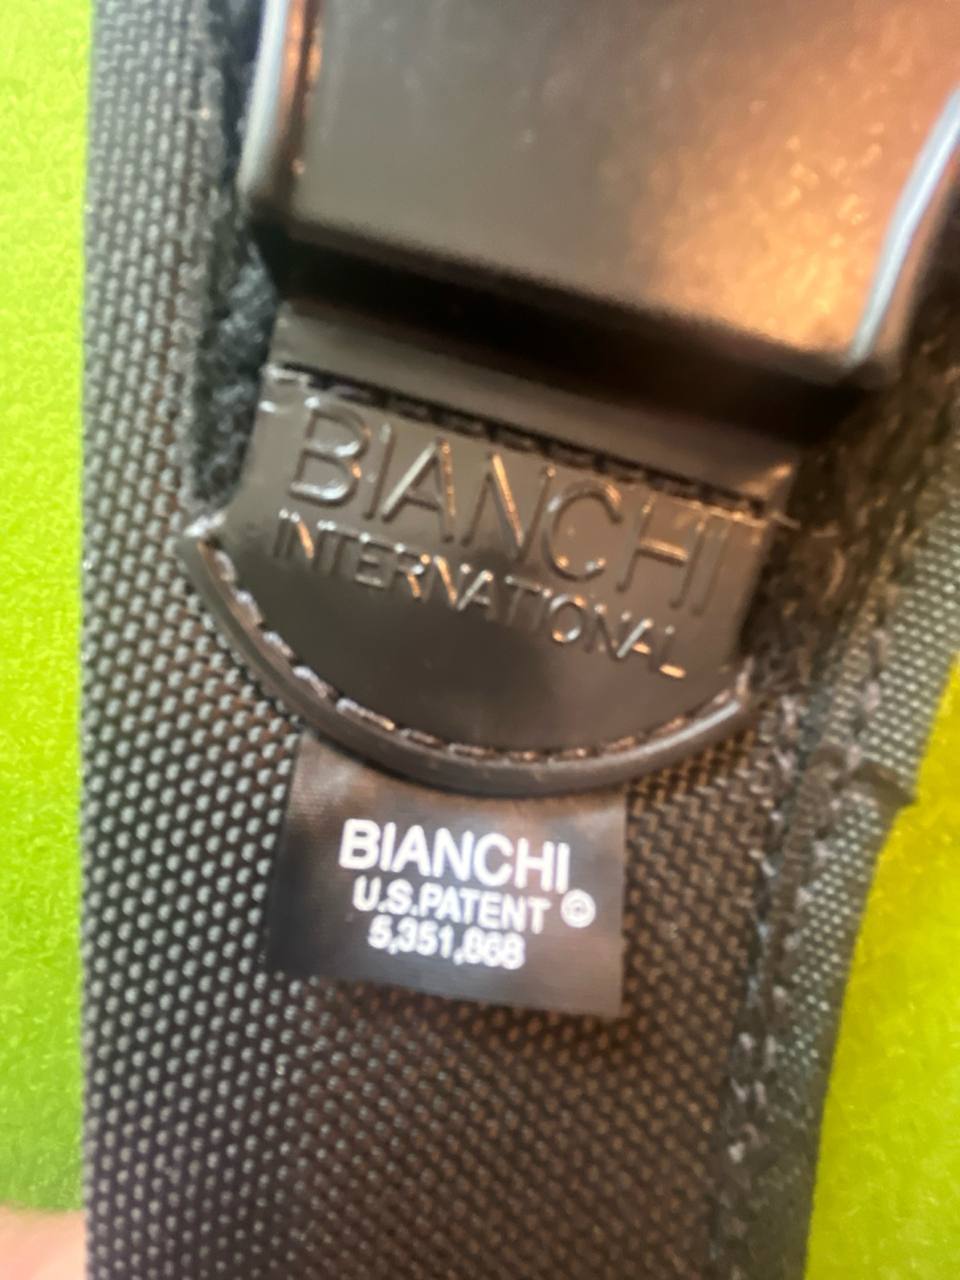 BIANCHI
INTERNATIONAL
BIANCHI
U.S.PATENT ©
5,351,868